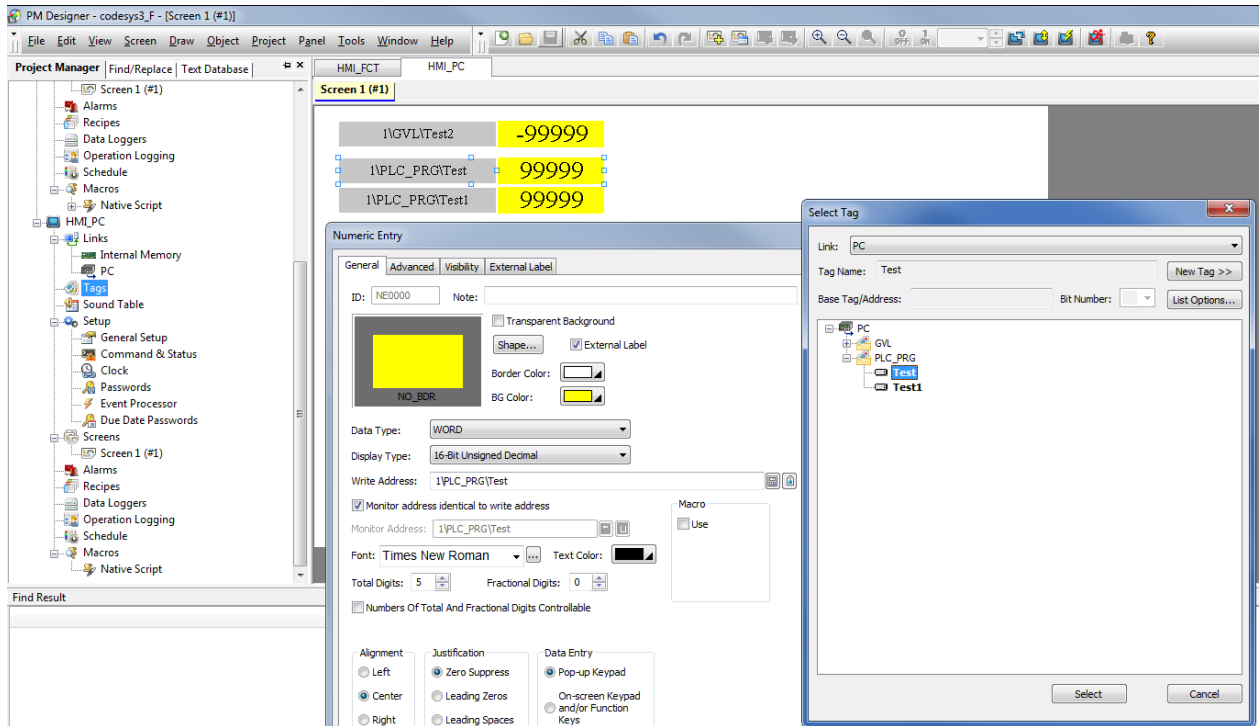 PM Designer - codesys3_F - [Screen 1 (#1)]
File Edit View Screen Draw Object Project Panel Tools Window Help
Project Manager Find/Replace Text Database
HMI_FCT HMI_PC
Screen 1 (#1)
Screen 1 (#1)
Alarms
Recipes
Data Loggers
Operation Logging
Schedule
Macros
Native Script
HMI_PC
Links
Internal Memory
PC
Tags
Sound Table
Setup
General Setup
Command & Status
Clock
Passwords
Event Processor
Due Date Passwords
Screens
Screen 1 (#1)
Alarms
Recipes
Data Loggers
Operation Logging
Schedule
Macros
Native Script
Find Result
1\GVL\Test2 -99999
1\PLC_PRG\Test 99999
1\PLC_PRG\Test1 99999
Numeric Entry
General Advanced Visibility External Label
ID: NE0000 Note:
Transparent Background
Shape... External Label
Border Color:
NO_BDR BG Color:
Data Type: WORD
Display Type: 16-Bit Unsigned Decimal
Write Address: 1\PLC_PRG\Test
Monitor address identical to write address
Monitor Address: 1\PLC_PRG\Test
Macro
Use
Font: Times New Roman ... Text Color:
Total Digits: 5 Fractional Digits: 0
Numbers Of Total And Fractional Digits Controllable
Alignment Justification Data Entry
Left Zero Suppress Pop-up Keypad
Center Leading Zeros On-screen Keypad
and/or Function
Right Leading Spaces Keys
Select Tag
Link: PC
Tag Name: Test New Tag >>
Base Tag/Address: Bit Number: List Options...
PC
GVL
PLC_PRG
Test
Test1
Select Cancel